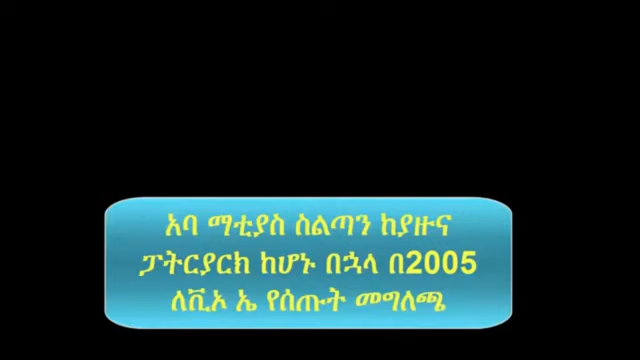 አባ ማቲያስ ስልጣን ከያዙና
ፓትርያርክ ከሆኑ በኋላ በ2005
ለቪኦ ኤ የሰጡት መግለጫ